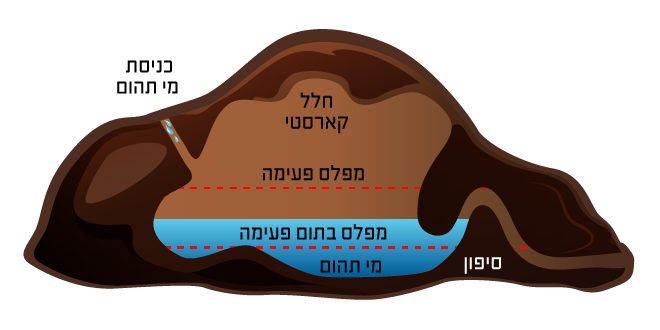 כניסת
מי תהום
חלל
קארסטי
מפלס פעימה
מפלס בתום פעימה
מי תהום
סיפון